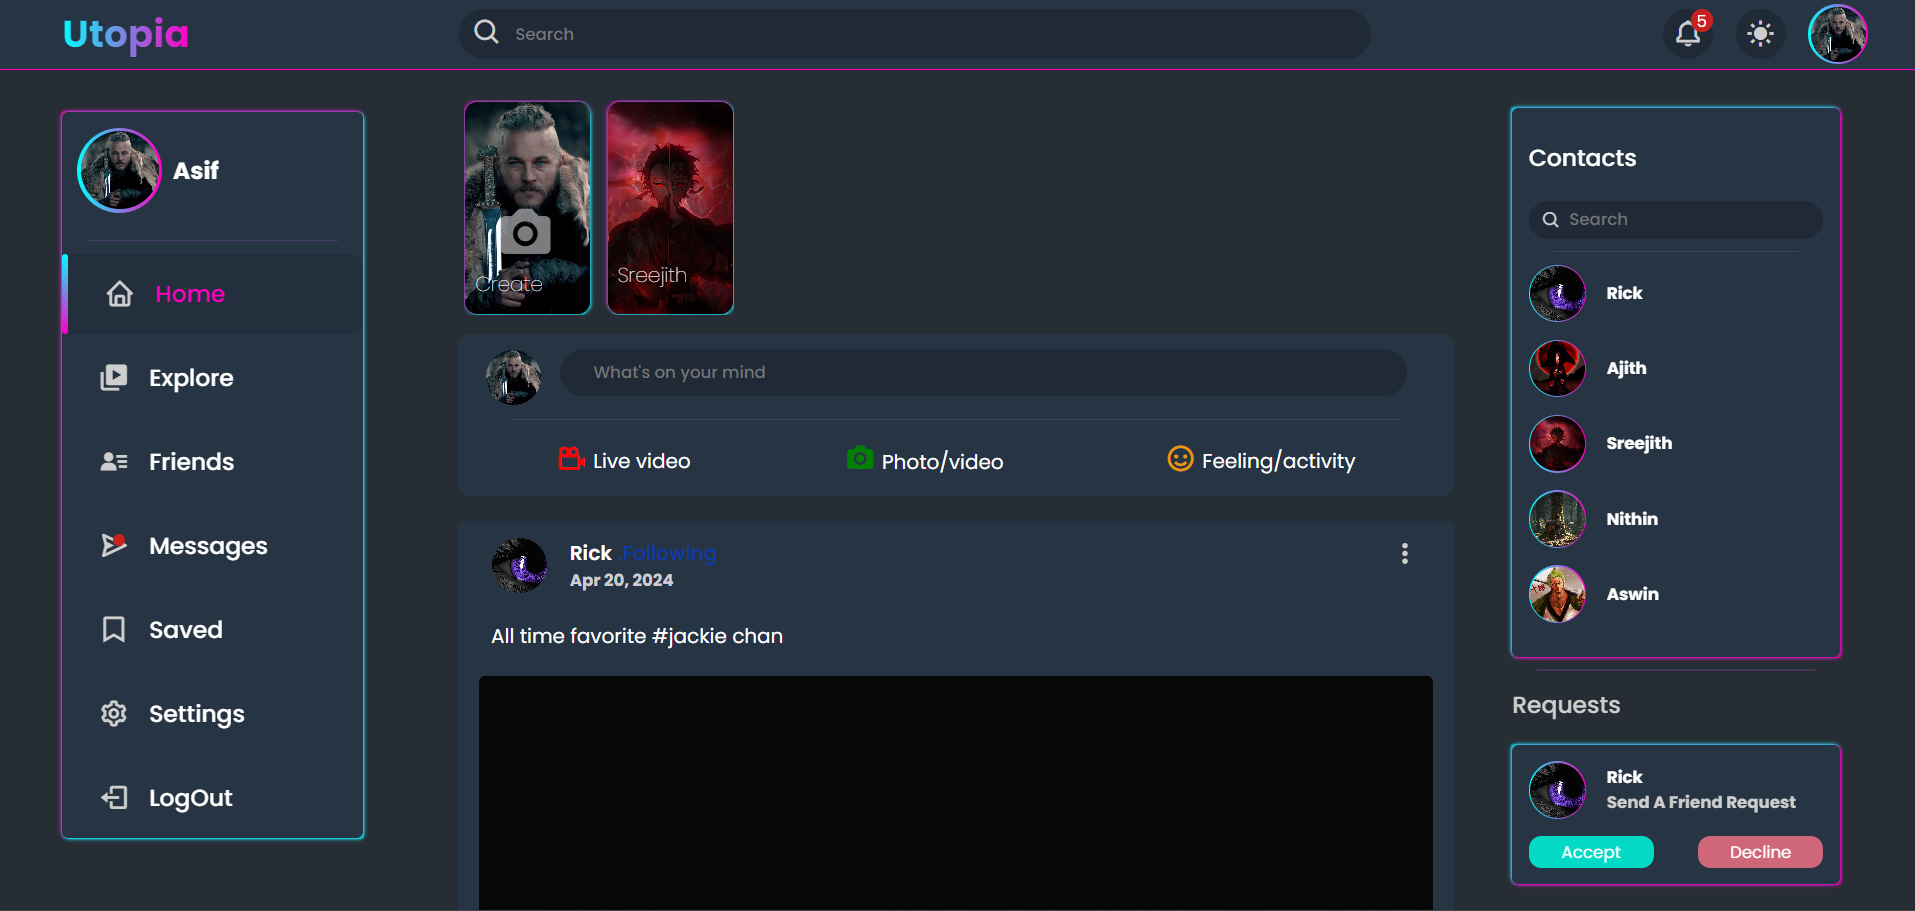 Utopia
Search
5
Asif
Home
Explore
Friends
Messages
Saved
Settings
LogOut
Create
Sreejith
What's on your mind
Live video
Photo/video
Feeling/activity
Rick .Following
Apr 20, 2024
All time favorite #jackie chan
Contacts
Search
Rick
Ajith
Sreejith
Nithin
Aswin
Requests
Rick
Send A Friend Request
Accept
Decline